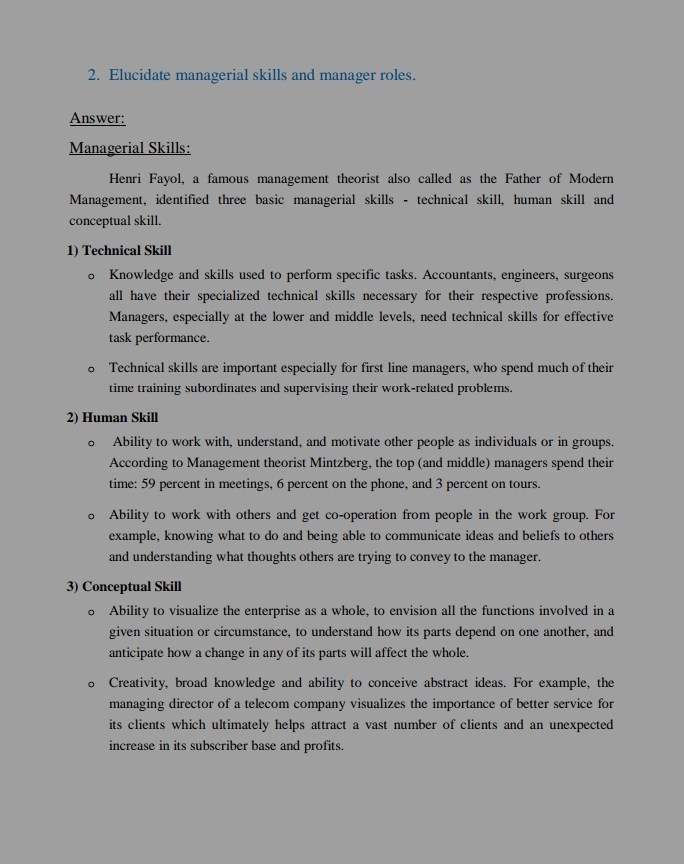 2. Elucidate managerial skills and manager roles.
Answer:
Managerial Skills:
Henri Fayol, a famous management theorist also called as the Father of Modern
Management, identified three basic managerial skills - technical skill, human skill and
conceptual skill.
1) Technical Skill
o Knowledge and skills used to perform specific tasks. Accountants, engineers, surgeons
all have their specialized technical skills necessary for their respective professions.
Managers, especially at the lower and middle levels, need technical skills for effective
task performance.
o Technical skills are important especially for first line managers, who spend much of their
time training subordinates and supervising their work-related problems.
2) Human Skill
o Ability to work with, understand, and motivate other people as individuals or in groups.
According to Management theorist Mintzberg, the top (and middle) managers spend their
time: 59 percent in meetings, 6 percent on the phone, and 3 percent on tours.
o Ability to work with others and get co-operation from people in the work group. For
example, knowing what to do and being able to communicate ideas and beliefs to others
and understanding what thoughts others are trying to convey to the manager.
3) Conceptual Skill
o Ability to visualize the enterprise as a whole, to envision all the functions involved in a
given situation or circumstance, to understand how its parts depend on one another, and
anticipate how a change in any of its parts will affect the whole.
o Creativity, broad knowledge and ability to conceive abstract ideas. For example, the
managing director of a telecom company visualizes the importance of better service for
its clients which ultimately helps attract a vast number of clients and an unexpected
increase in its subscriber base and profits.